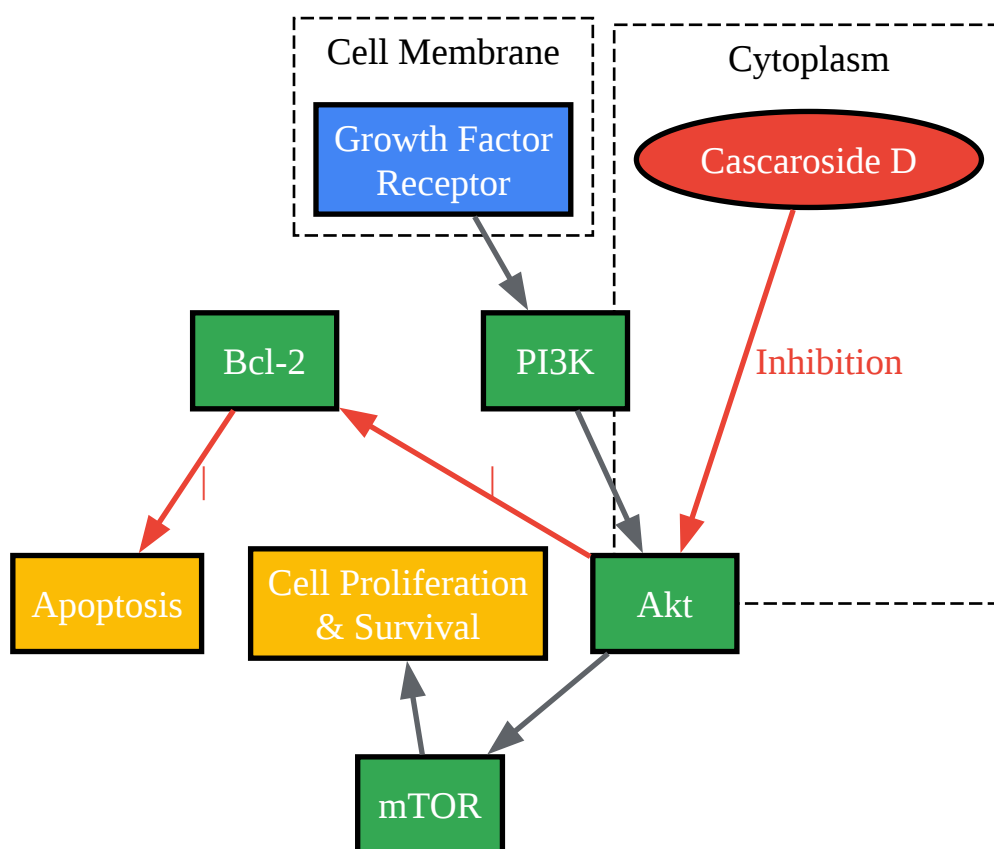 Cell Membrane
Cytoplasm
Growth Factor
Receptor
Cascaroside D
Bcl-2
PI3K
Inhibition
|
|
Apoptosis
Cell Proliferation
& Survival
Akt
mTOR